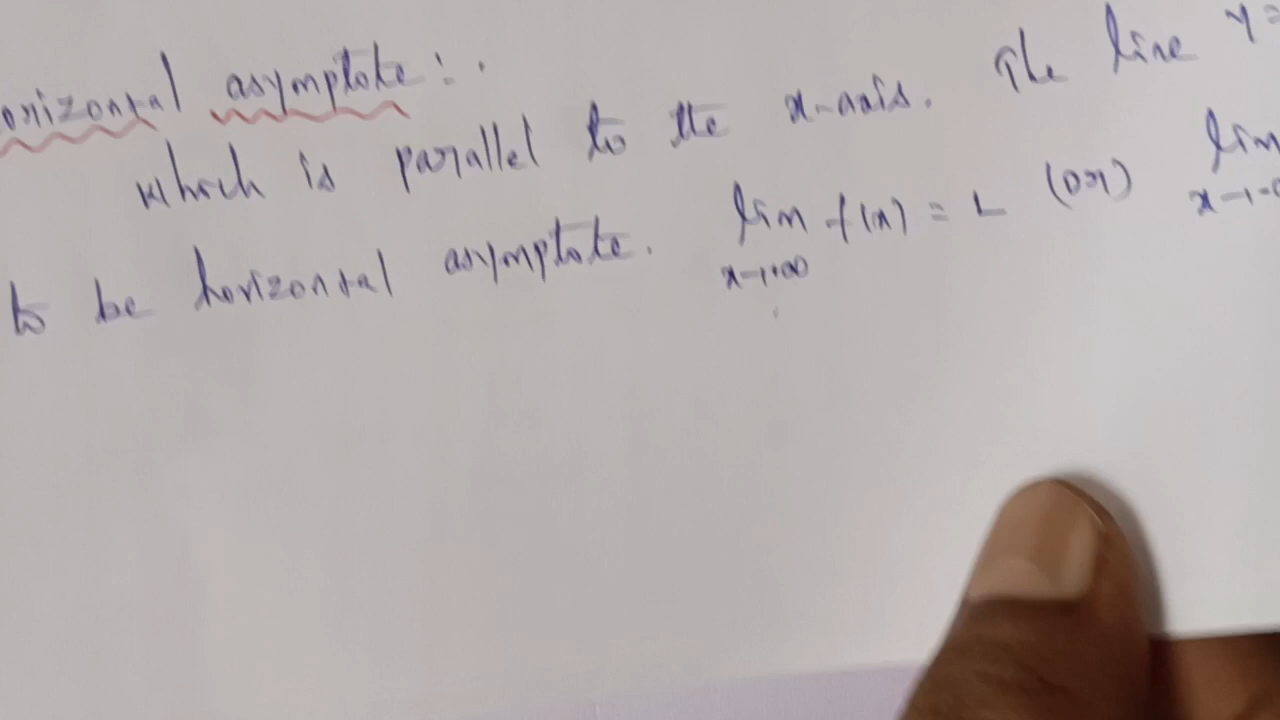 orizontal asymptote :.
which is parallel to the x-axis. The line y=
to be horizontal asymptote. lim x→+∞ f(x) = L (or) lim x→-∞